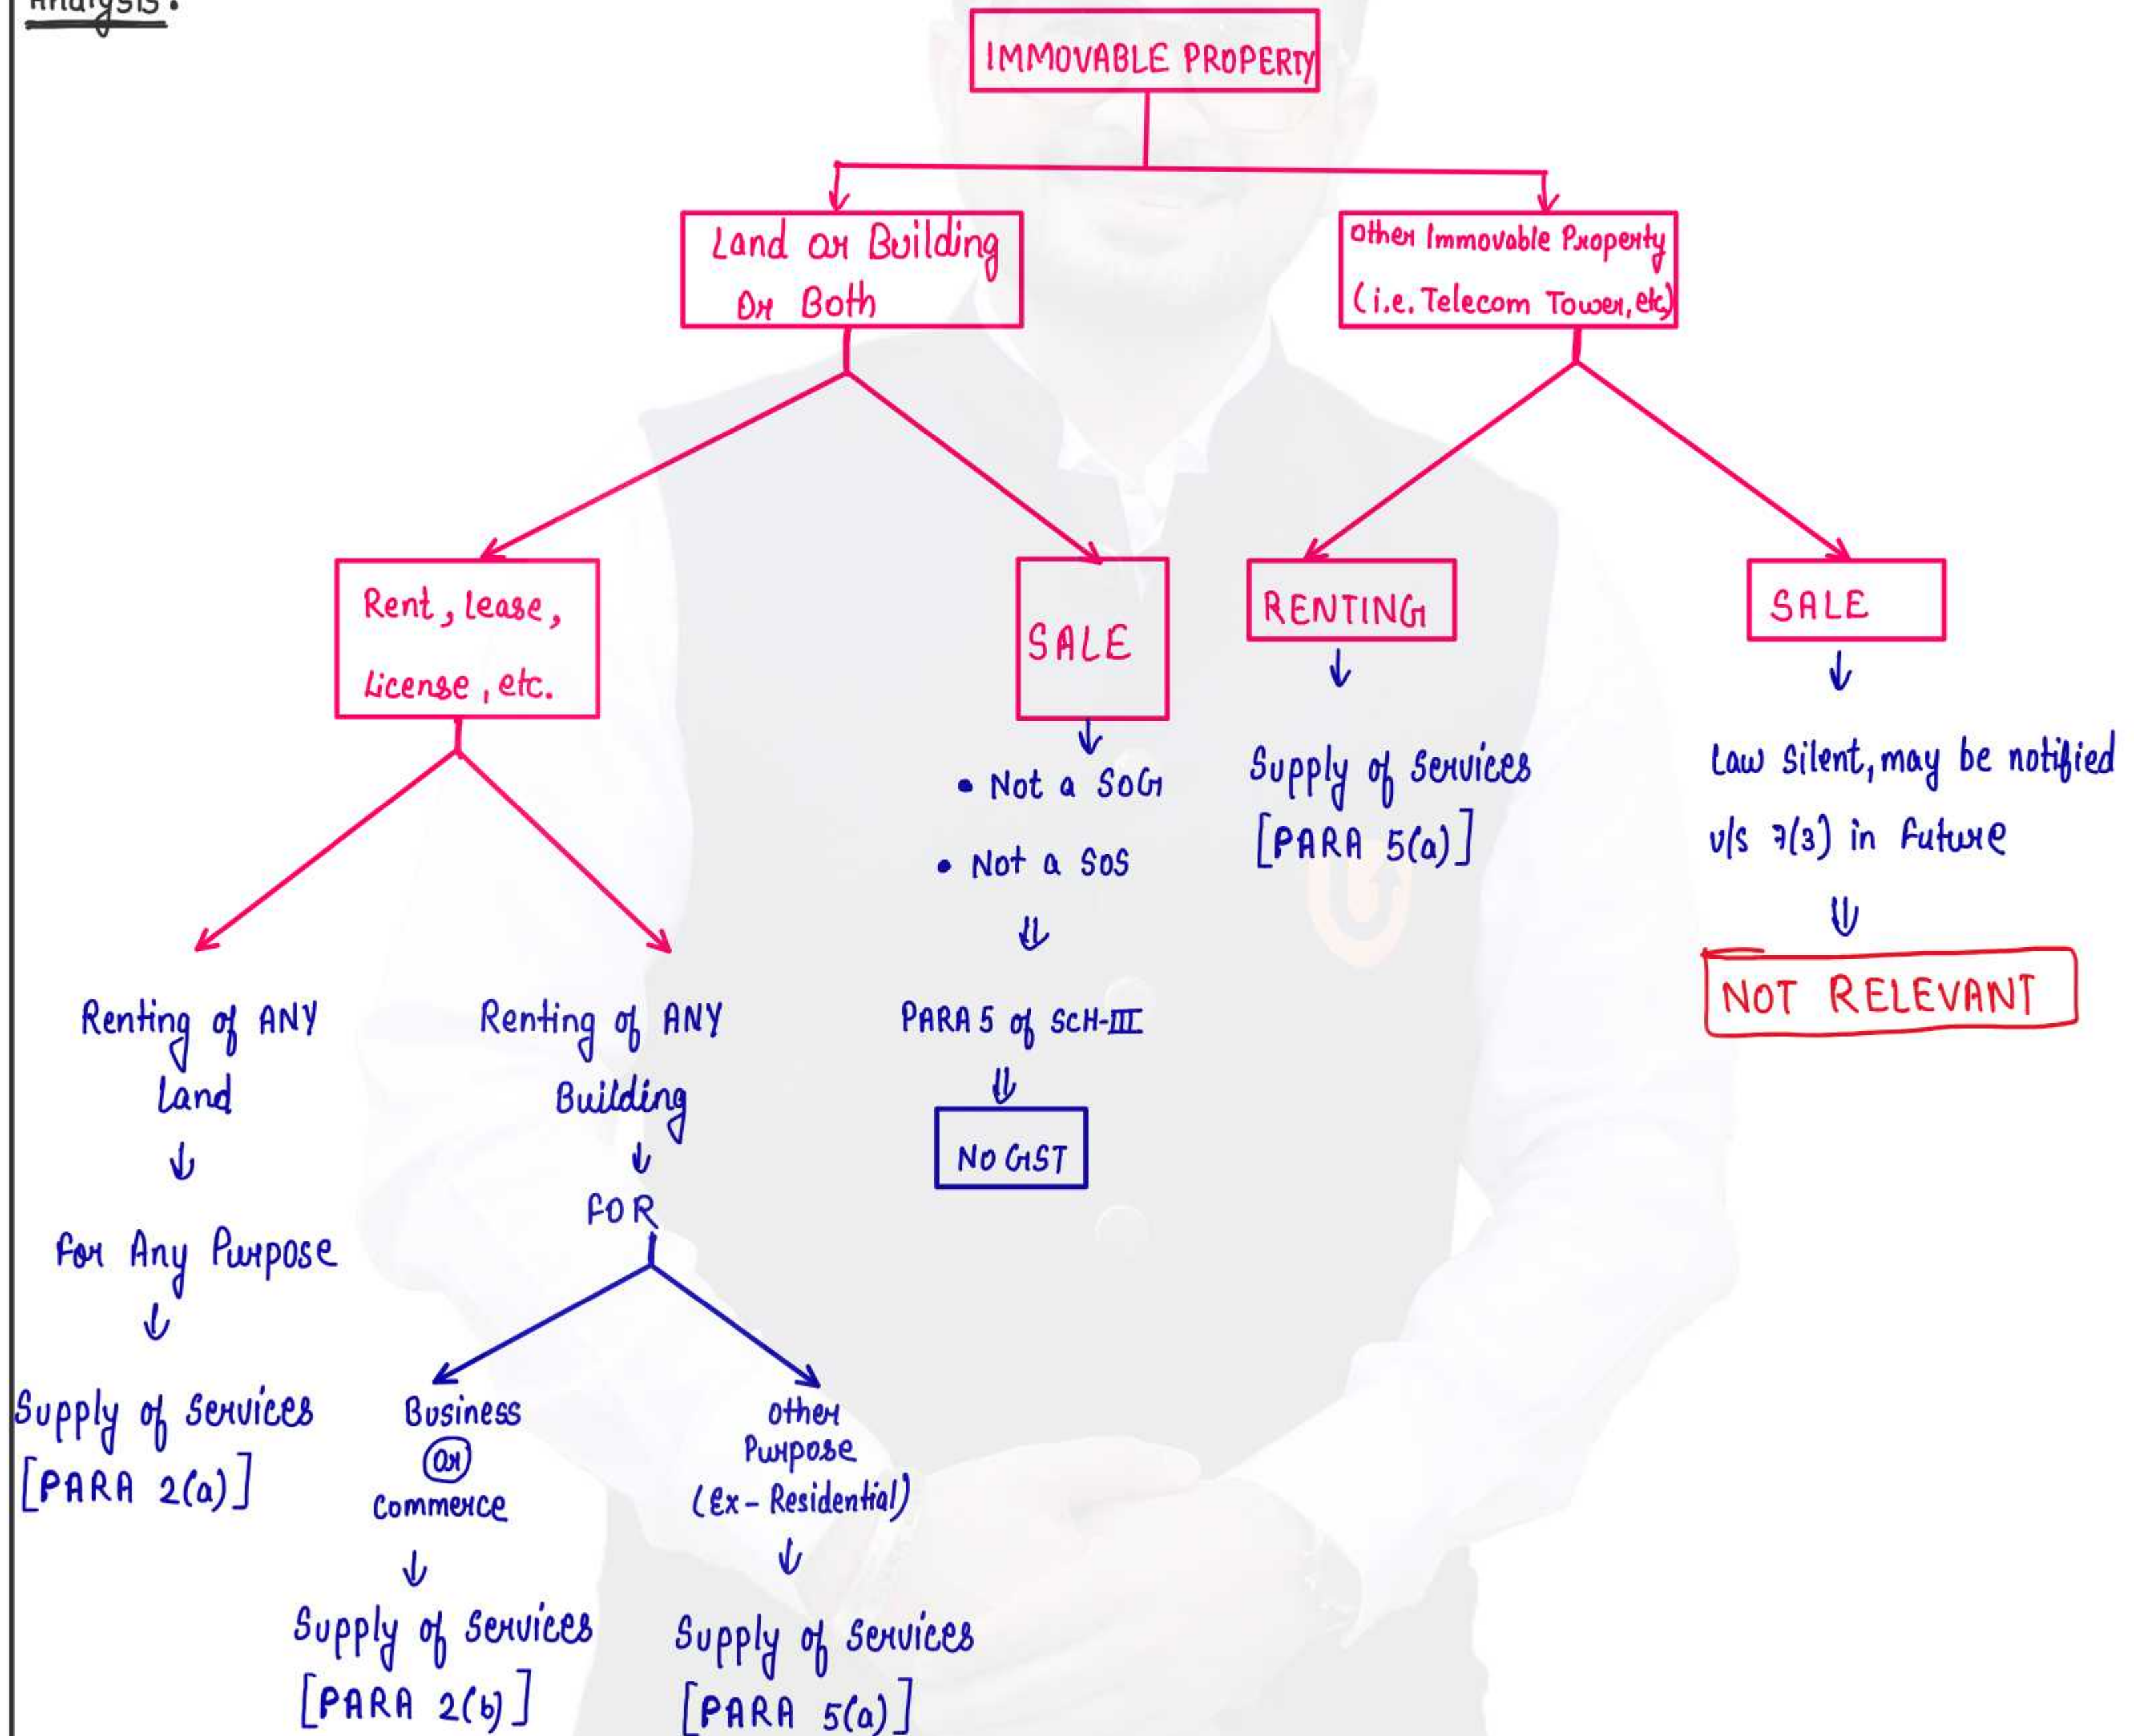 Analysis:
IMMOVABLE PROPERTY
Land or Building
Or Both
Other Immovable Property
(i.e. Telecom Tower, etc)
Rent, Lease,
License, etc.
SALE
RENTING
SALE
• Not a SOG
• Not a SOS
PARA 5 of SCH-III
NO GST
Supply of Services
[PARA 5(a)]
Law Silent, may be notified
u/s 7(3) in future
NOT RELEVANT
Renting of ANY
Land
For Any Purpose
Supply of Services
[PARA 2(a)]
Renting of ANY
Building
FOR
Business
Or
Commerce
Supply of Services
[PARA 2(b)]
Other
Purpose
(Ex- Residential)
Supply of Services
[PARA 5(a)]